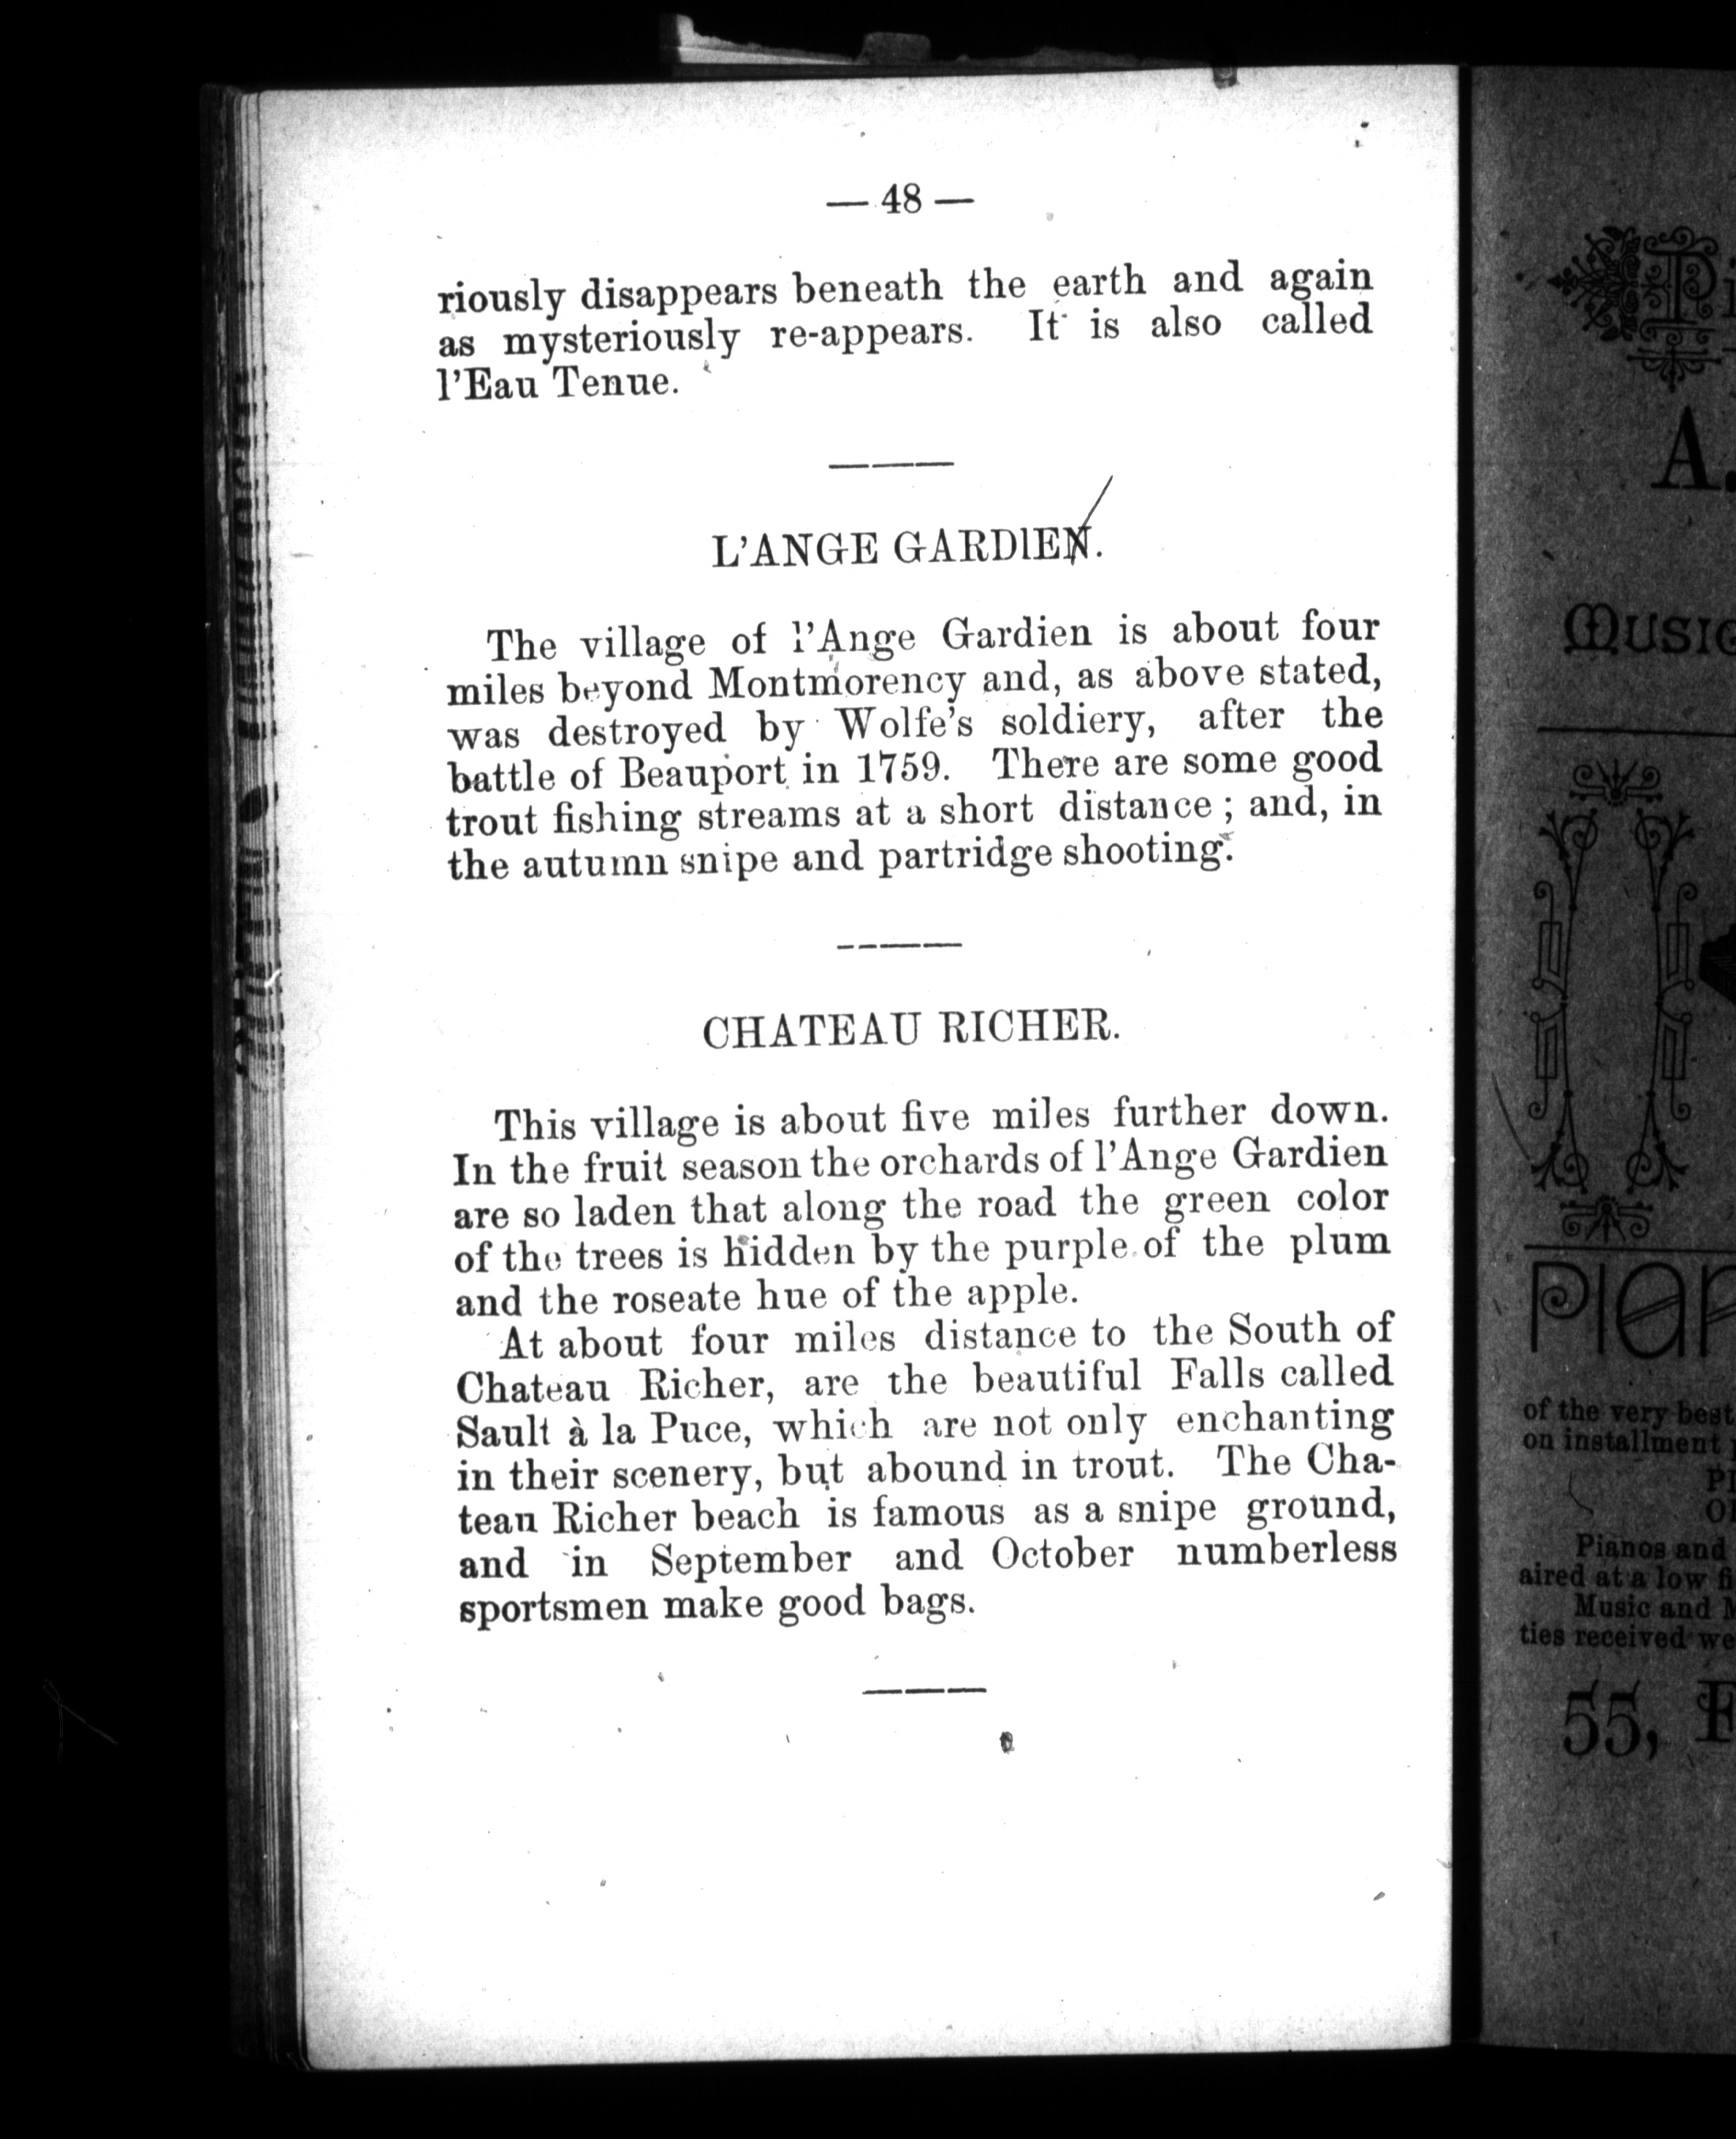 — 48 —
riously disappears beneath the earth and again
as mysteriously re-appears. It is also called
l'Eau Tenue.
L'ANGE GARDIEN.
The village of l'Ange Gardien is about four
miles beyond Montmorency and, as above stated,
was destroyed by Wolfe's soldiery, after the
battle of Beauport in 1759. There are some good
trout fishing streams at a short distance ; and, in
the autumn snipe and partridge shooting.
CHATEAU RICHER.
This village is about five miles further down.
In the fruit season the orchards of l'Ange Gardien
are so laden that along the road the green color
of the trees is hidden by the purple of the plum
and the roseate hue of the apple.
At about four miles distance to the South of
Chateau Richer, are the beautiful Falls called
Sault à la Puce, which are not only enchanting
in their scenery, but abound in trout. The Cha-
teau Richer beach is famous as a snipe ground,
and in September and October numberless
sportsmen make good bags.
A.
of the very best
on installment
Pianos and
aired at a low
Music and
ties received
55,